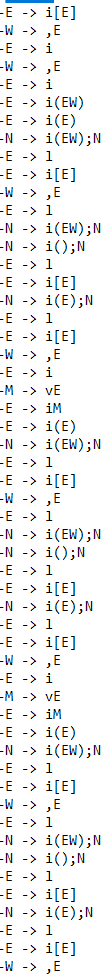 -E -> i[E]
-W -> ,E
-E -> i
-W -> ,E
-E -> i
-E -> i(EW)
-E -> i(E)
-N -> i(EW);N
-E -> l
-E -> i[E]
-W -> ,E
-E -> l
-N -> i(EW);N
-N -> i();N
-E -> l
-E -> i[E]
-N -> i(E);N
-E -> l
-E -> i[E]
-W -> ,E
-E -> i
-M -> vE
-E -> iM
-E -> i(E)
-N -> i(EW);N
-E -> l
-E -> i[E]
-W -> ,E
-E -> l
-N -> i(EW);N
-N -> i();N
-E -> l
-E -> i[E]
-N -> i(E);N
-E -> l
-E -> i[E]
-W -> ,E
-E -> i
-M -> vE
-E -> iM
-E -> i(E)
-N -> i(EW);N
-E -> l
-E -> i[E]
-W -> ,E
-E -> l
-N -> i(EW);N
-N -> i();N
-E -> l
-E -> i[E]
-N -> i(E);N
-E -> l
-E -> i[E]
-W -> ,E